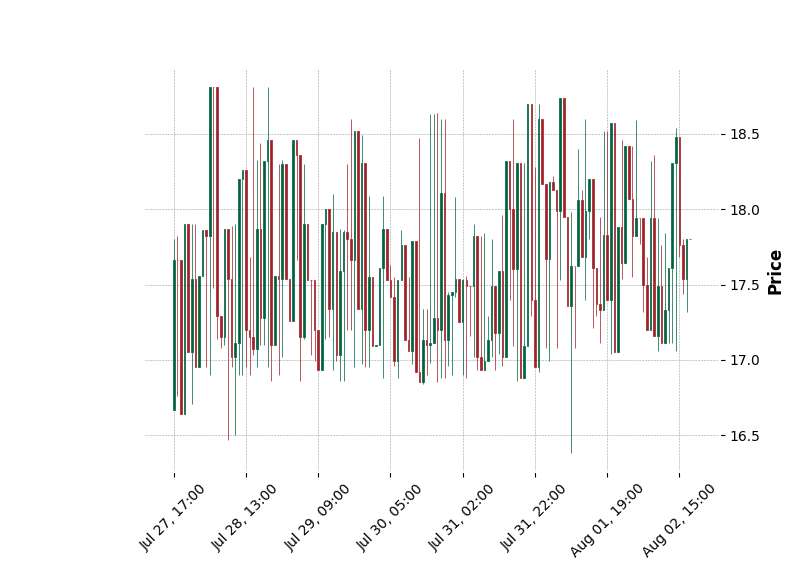 18.5
18.0
17.5
17.0
16.5
Price
Jul 27, 17:00
Jul 28, 13:00
Jul 29, 09:00
Jul 30, 05:00
Jul 31, 02:00
Jul 31, 22:00
Aug 01, 19:00
Aug 02, 15:00